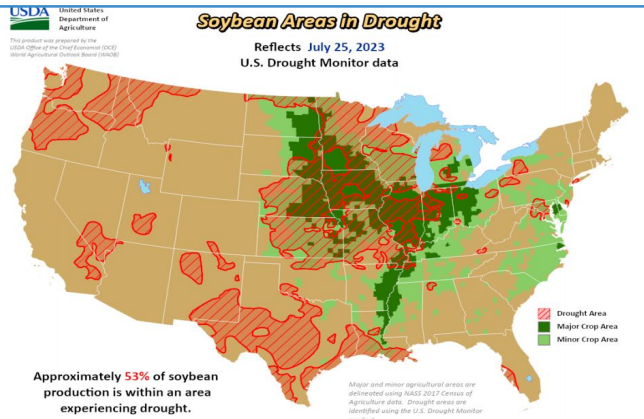 USDA United States
Department of
Agriculture
This product was prepared by the
USDA Office of the Chief Economist (OCE)
World Agricultural Outlook Board (WAOB)
Soybean Areas in Drought
Reflects July 25, 2023
U.S. Drought Monitor data
Drought Area
Major Crop Area
Minor Crop Area
Approximately 53% of soybean
production is within an area
experiencing drought.
Major and minor agricultural areas are
delineated using NASS 2017 Census of
Agriculture data. Drought areas are
identified using the U.S. Drought Monitor